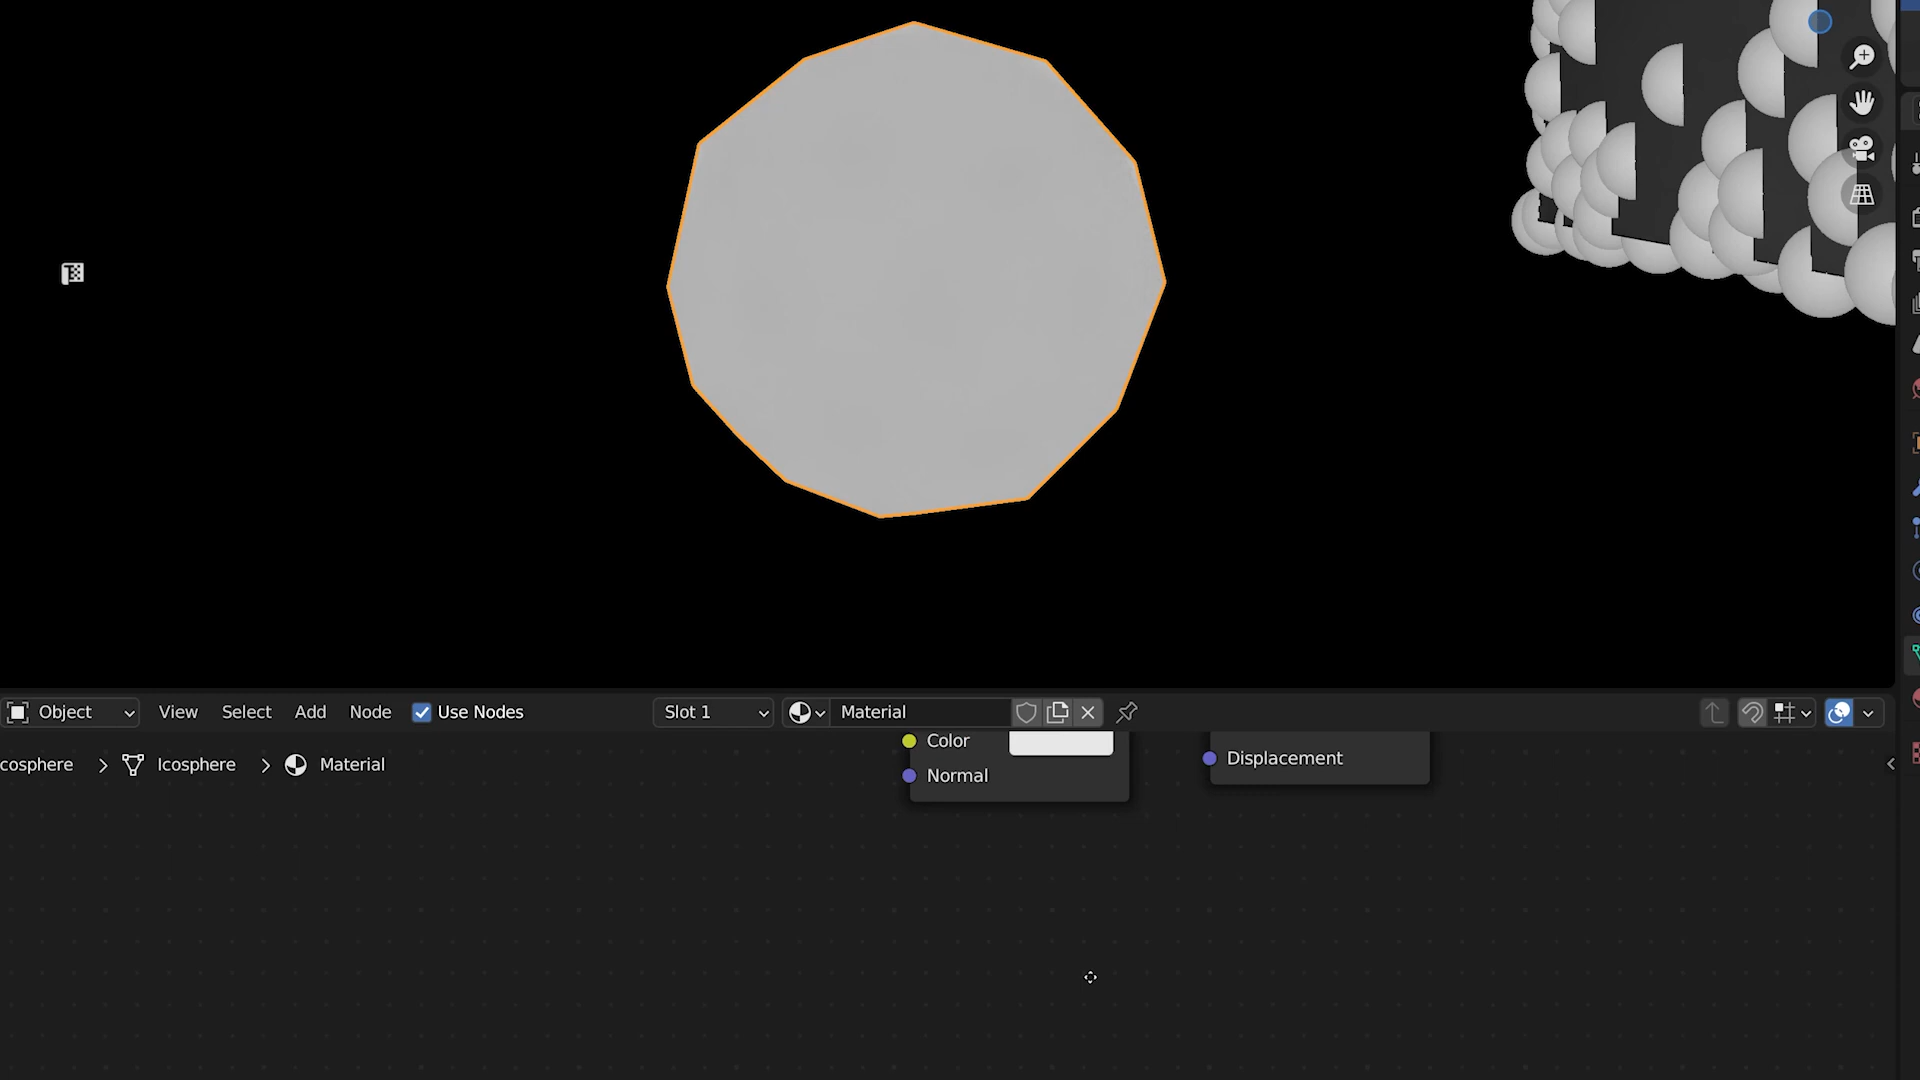 Object View Select Add Node Use Nodes Slot 1 Material
Color
Normal
Displacement
cosphere > Icosphere > Material